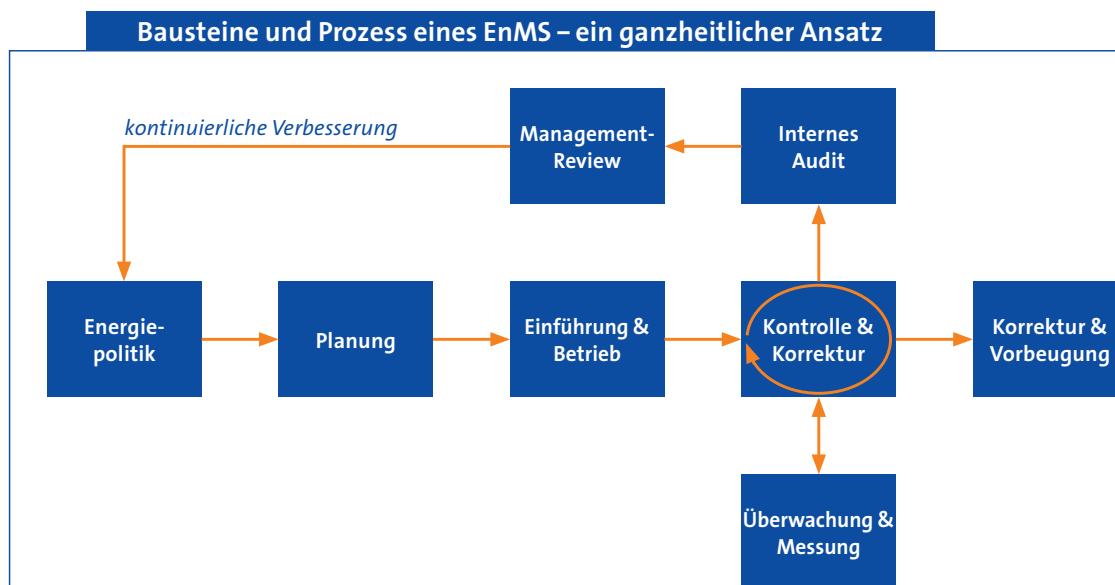 Bausteine und Prozess eines EnMS – ein ganzheitlicher Ansatz
kontinuierliche Verbesserung
Management-
Review
Internes
Audit
Energie-
politik
Planung
Einführung &
Betrieb
Kontrolle &
Korrektur
Korrektur &
Vorbeugung
Überwachung &
Messung